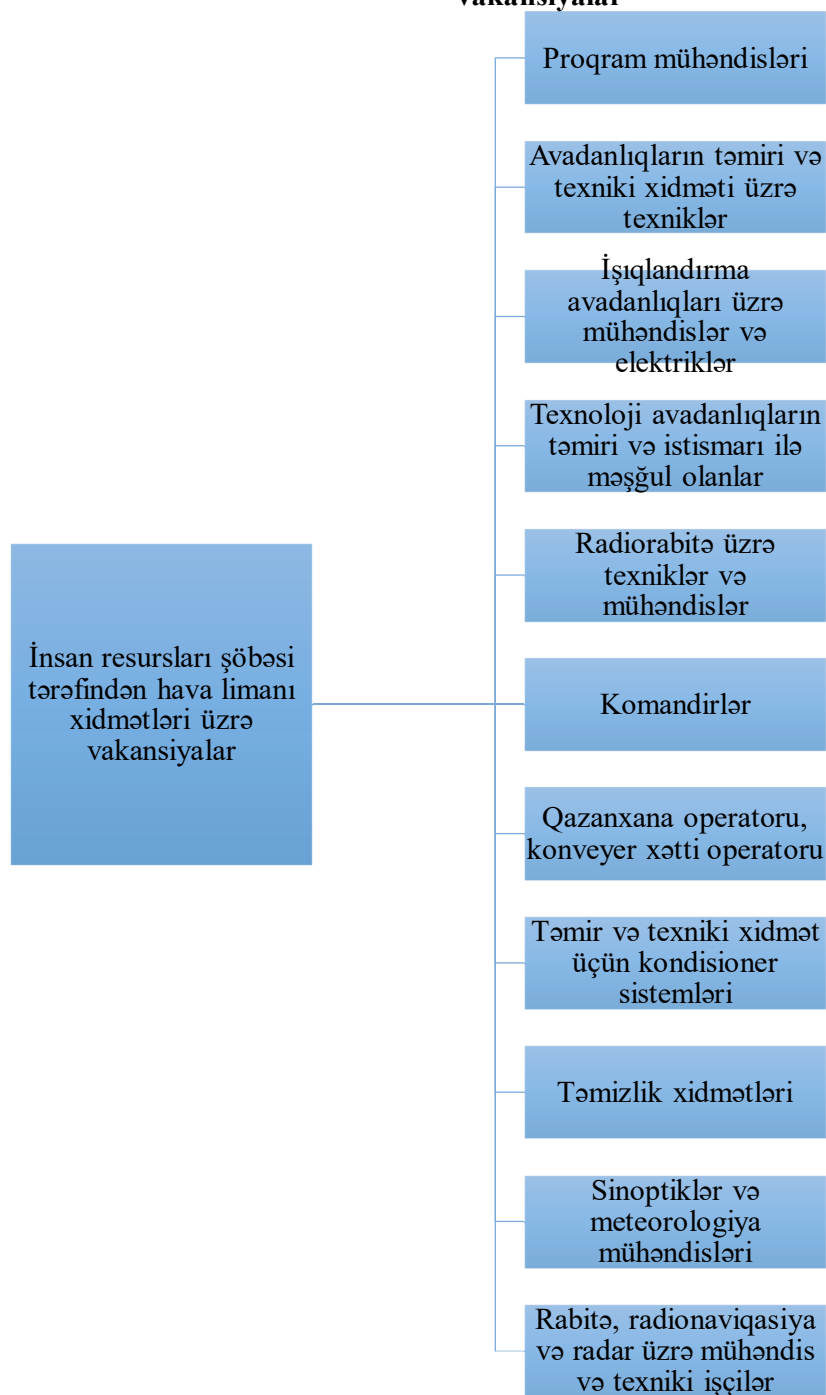 vakansiyalar
Proqram mühəndisləri
Avadanlıqların təmiri və
texniki xidməti üzrə
texniklər
İşıqlandırma
avadanlıqları üzrə
mühəndislər və
elektriklər
Texnoloji avadanlıqların
təmiri və istismarı ilə
məşğul olanlar
Radiorabitə üzrə
texniklər və
mühəndislər
İnsan resursları şöbəsi
tərəfindən hava limanı
xidmətləri üzrə
vakansiyalar
Komandirlər
Qazanxana operatoru,
konveyer xətti operatoru
Təmir və texniki xidmət
üçün kondisioner
sistemləri
Təmizlik xidmətləri
Sinoptiklər və
meteorologiya
mühəndisləri
Rabitə, radionaviqasiya
və radar üzrə mühəndis
və texniki işçilər